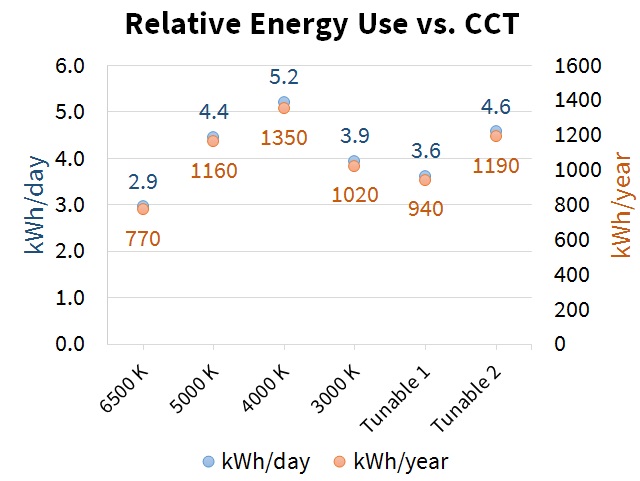 Relative Energy Use vs. CCT
kWh/day
6.0
5.0
4.0
3.0
2.0
1.0
0.0
2.9
4.4
5.2
3.9
3.6
4.6
770
1160
1350
1020
940
1190
1600
1400
1200
1000
800
600
400
200
0
kWh/year
6500 K
5000 K
4000 K
3000 K
Tunable 1
Tunable 2
kWh/day
kWh/year